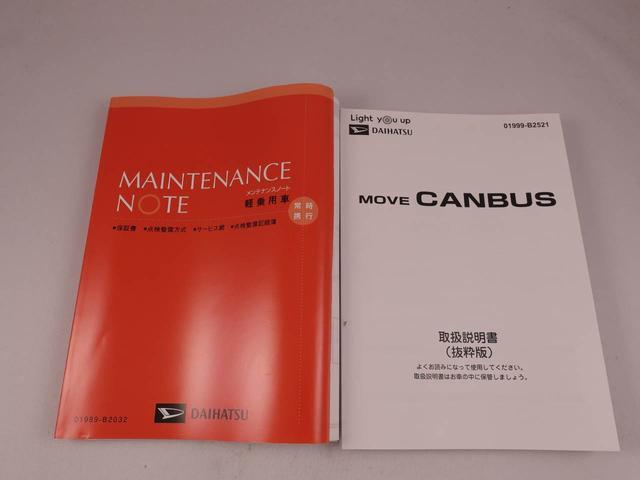 MAINTENANCE
NOTE
メンテナンスノート
軽乗用車
常時
携行
●保証書 ●点検整備方式 ●サービス網 ●点検整備記録簿
01989-B2032
DAIHATSU
Light you up
DAIHATSU
01999-B2521
MOVE CANBUS
取扱説明書
(抜粋版)
よくお読みになって使用してください。
取扱説明書はお車の中に保管しましょう。